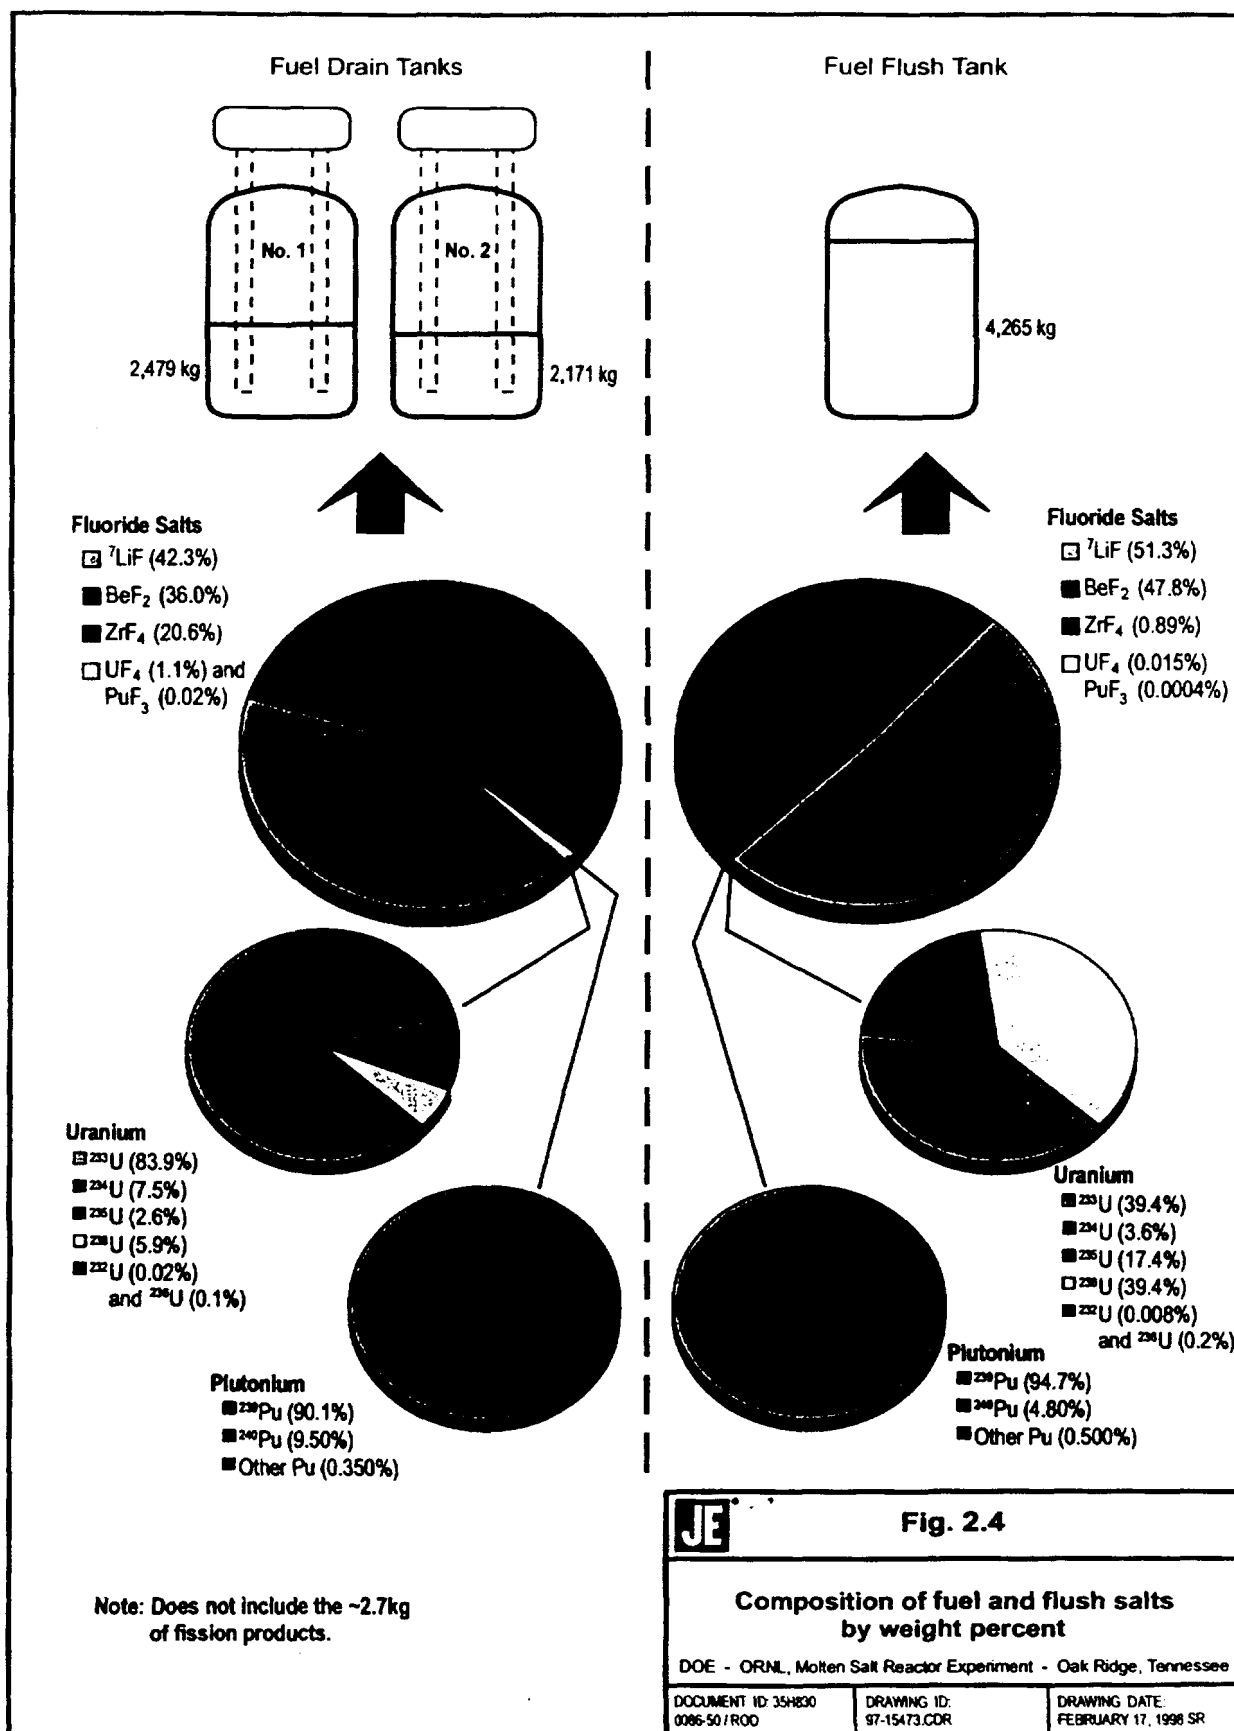 Fuel Drain Tanks
No. 1
No. 2
2,479 kg
2,171 kg
Fluoride Salts
⁷LiF (42.3%)
BeF₂ (36.0%)
ZrF₄ (20.6%)
UF₄ (1.1%) and
PuF₃ (0.02%)
Uranium
²³³U (83.9%)
²³⁴U (7.5%)
²³⁵U (2.6%)
²³⁸U (5.9%)
²³²U (0.02%)
and ²³⁶U (0.1%)
Plutonium
²³⁹Pu (90.1%)
²⁴⁰Pu (9.50%)
Other Pu (0.350%)
Note: Does not include the ~2.7kg
of fission products.
Fuel Flush Tank
4,265 kg
Fluoride Salts
⁷LiF (51.3%)
BeF₂ (47.8%)
ZrF₄ (0.89%)
UF₄ (0.015%)
PuF₃ (0.0004%)
Uranium
²³³U (39.4%)
²³⁴U (3.6%)
²³⁵U (17.4%)
²³⁸U (39.4%)
²³²U (0.008%)
and ²³⁶U (0.2%)
Plutonium
²³⁹Pu (94.7%)
²⁴⁰Pu (4.80%)
Other Pu (0.500%)
JE
Fig. 2.4
Composition of fuel and flush salts
by weight percent
DOE - ORNL, Molten Salt Reactor Experiment - Oak Ridge, Tennessee
DOCUMENT ID: 35H830
0086-50 / ROD
DRAWING ID:
97-15473.CDR
DRAWING DATE:
FEBRUARY 17, 1998 SR